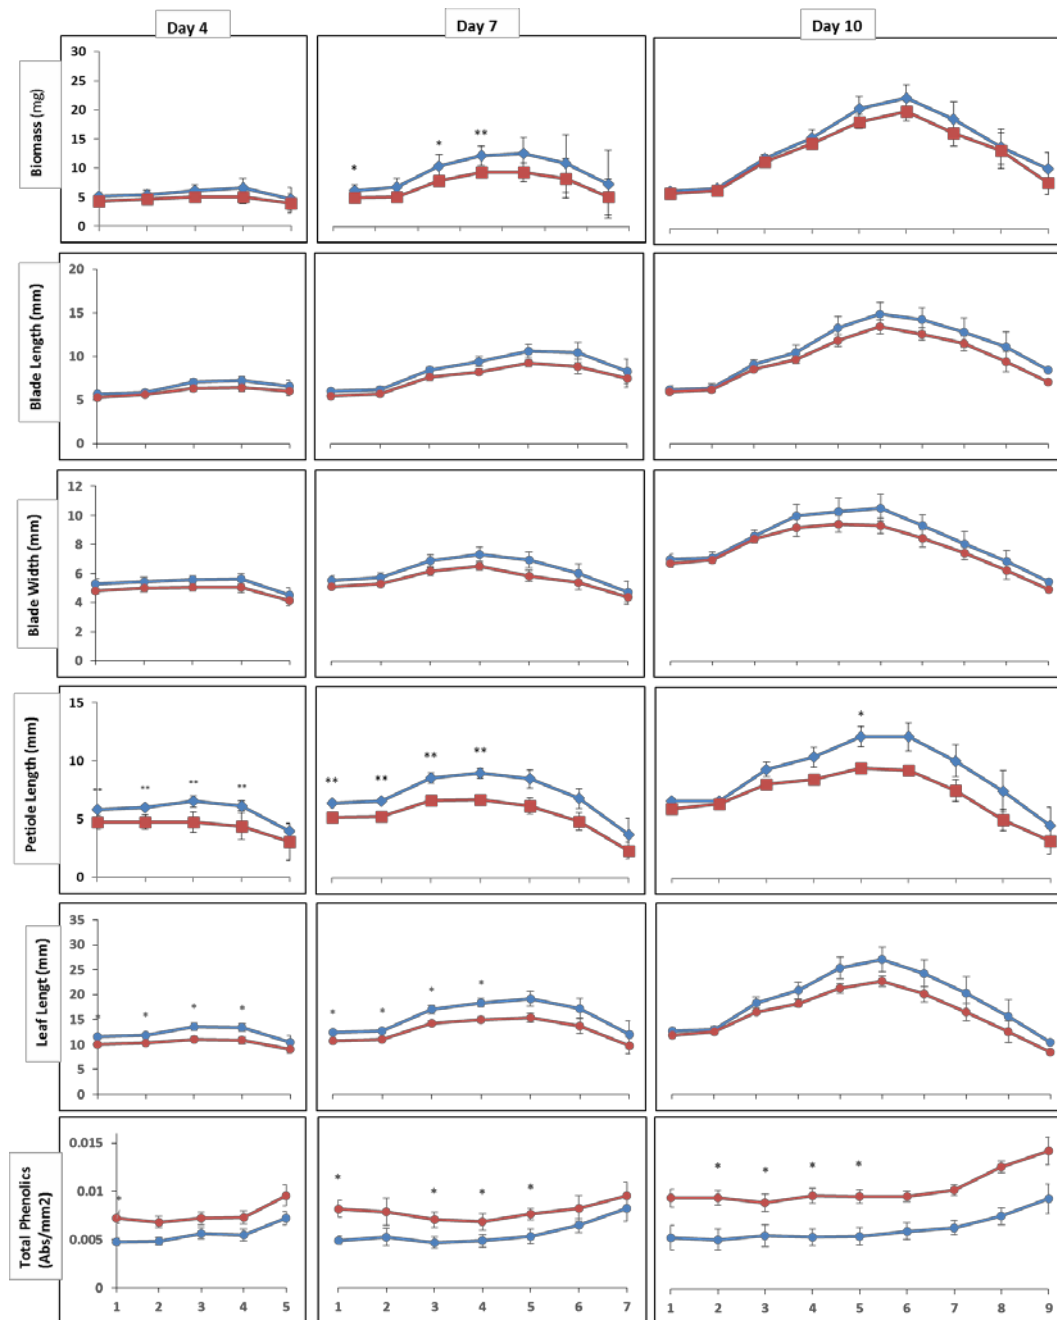 Day 4 Day 7 Day 10
Biomass (mg)
30
25
20
15
10
5
0
* * **
Blade Length (mm)
20
15
10
5
0
Blade Width (mm)
12
10
8
6
4
2
0
Petiole Length (mm)
15
10
5
0
** ** ** ** ** ** ** ** *
Leaf Lengt (mm)
35
30
25
20
15
10
5
0
* * * * * * * *
Total Phenolics
(Abs/mm2)
0.015
0.01
0.005
0
* * * * * * * * *
1 2 3 4 5 1 2 3 4 5 6 7 1 2 3 4 5 6 7 8 9